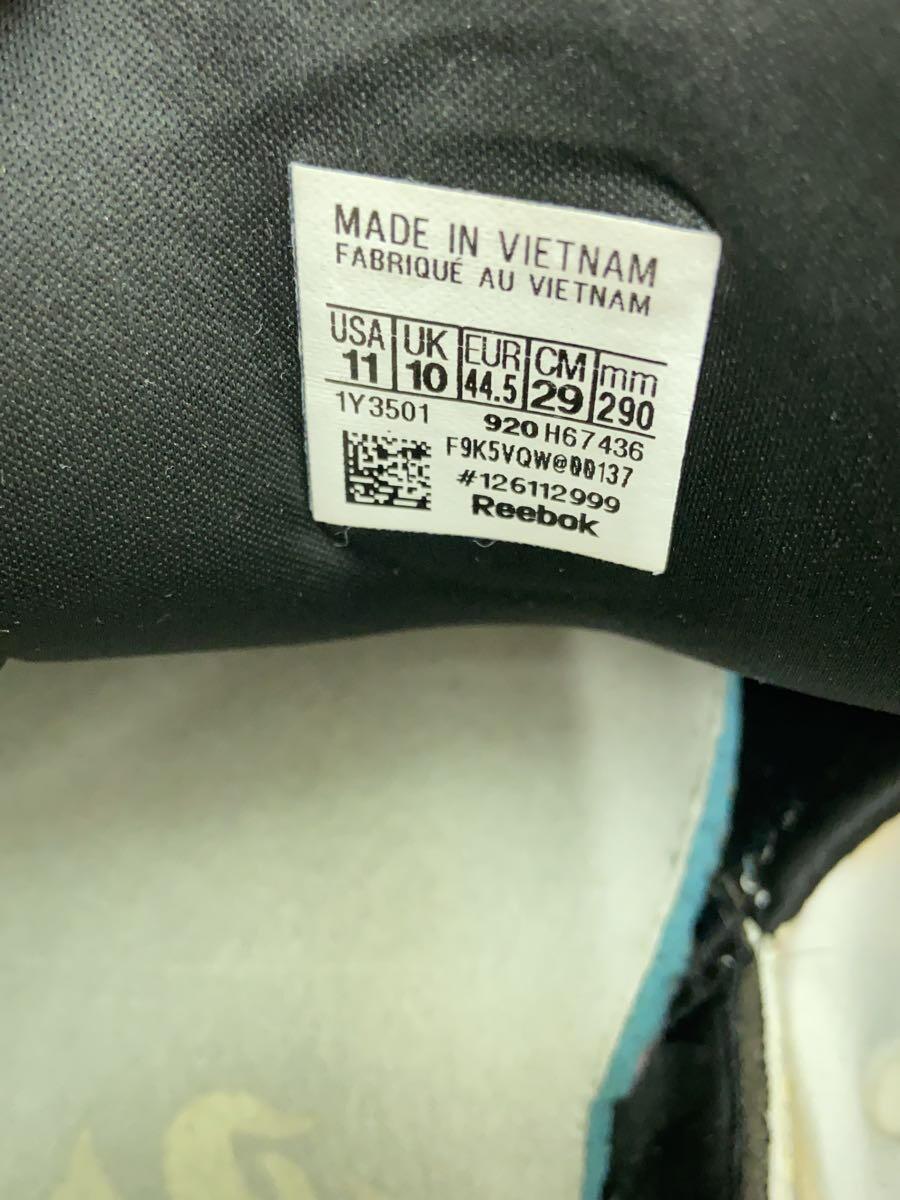 MADE IN VIETNAM
FABRIQUÉ AU VIETNAM
USA UK EUR CM mm
11 10 44.5 29 290
1Y3501 920 H67436
F9K5VQW@00137
#126112999
Reebok